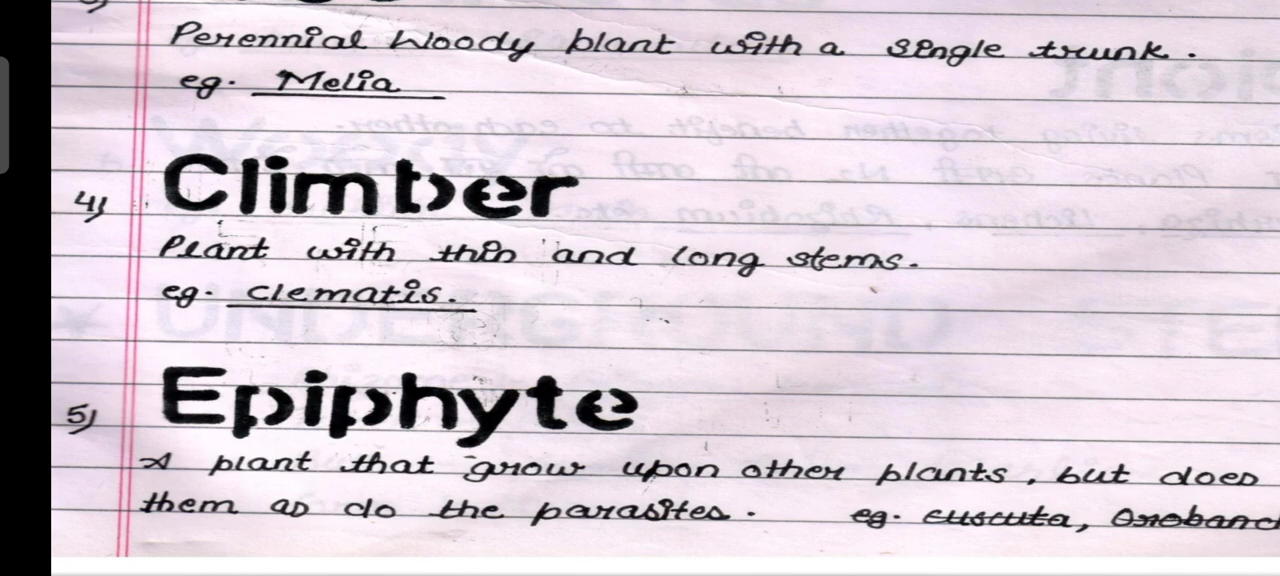 Perennial woody plant with a single trunk.
eg. Melia
4) Climber
Plant with thin and long stems.
eg. Clematis.
5) Epiphyte
A plant that grow upon other plants, but does
them as do the parasites. eg. cuscuta, Orobanc